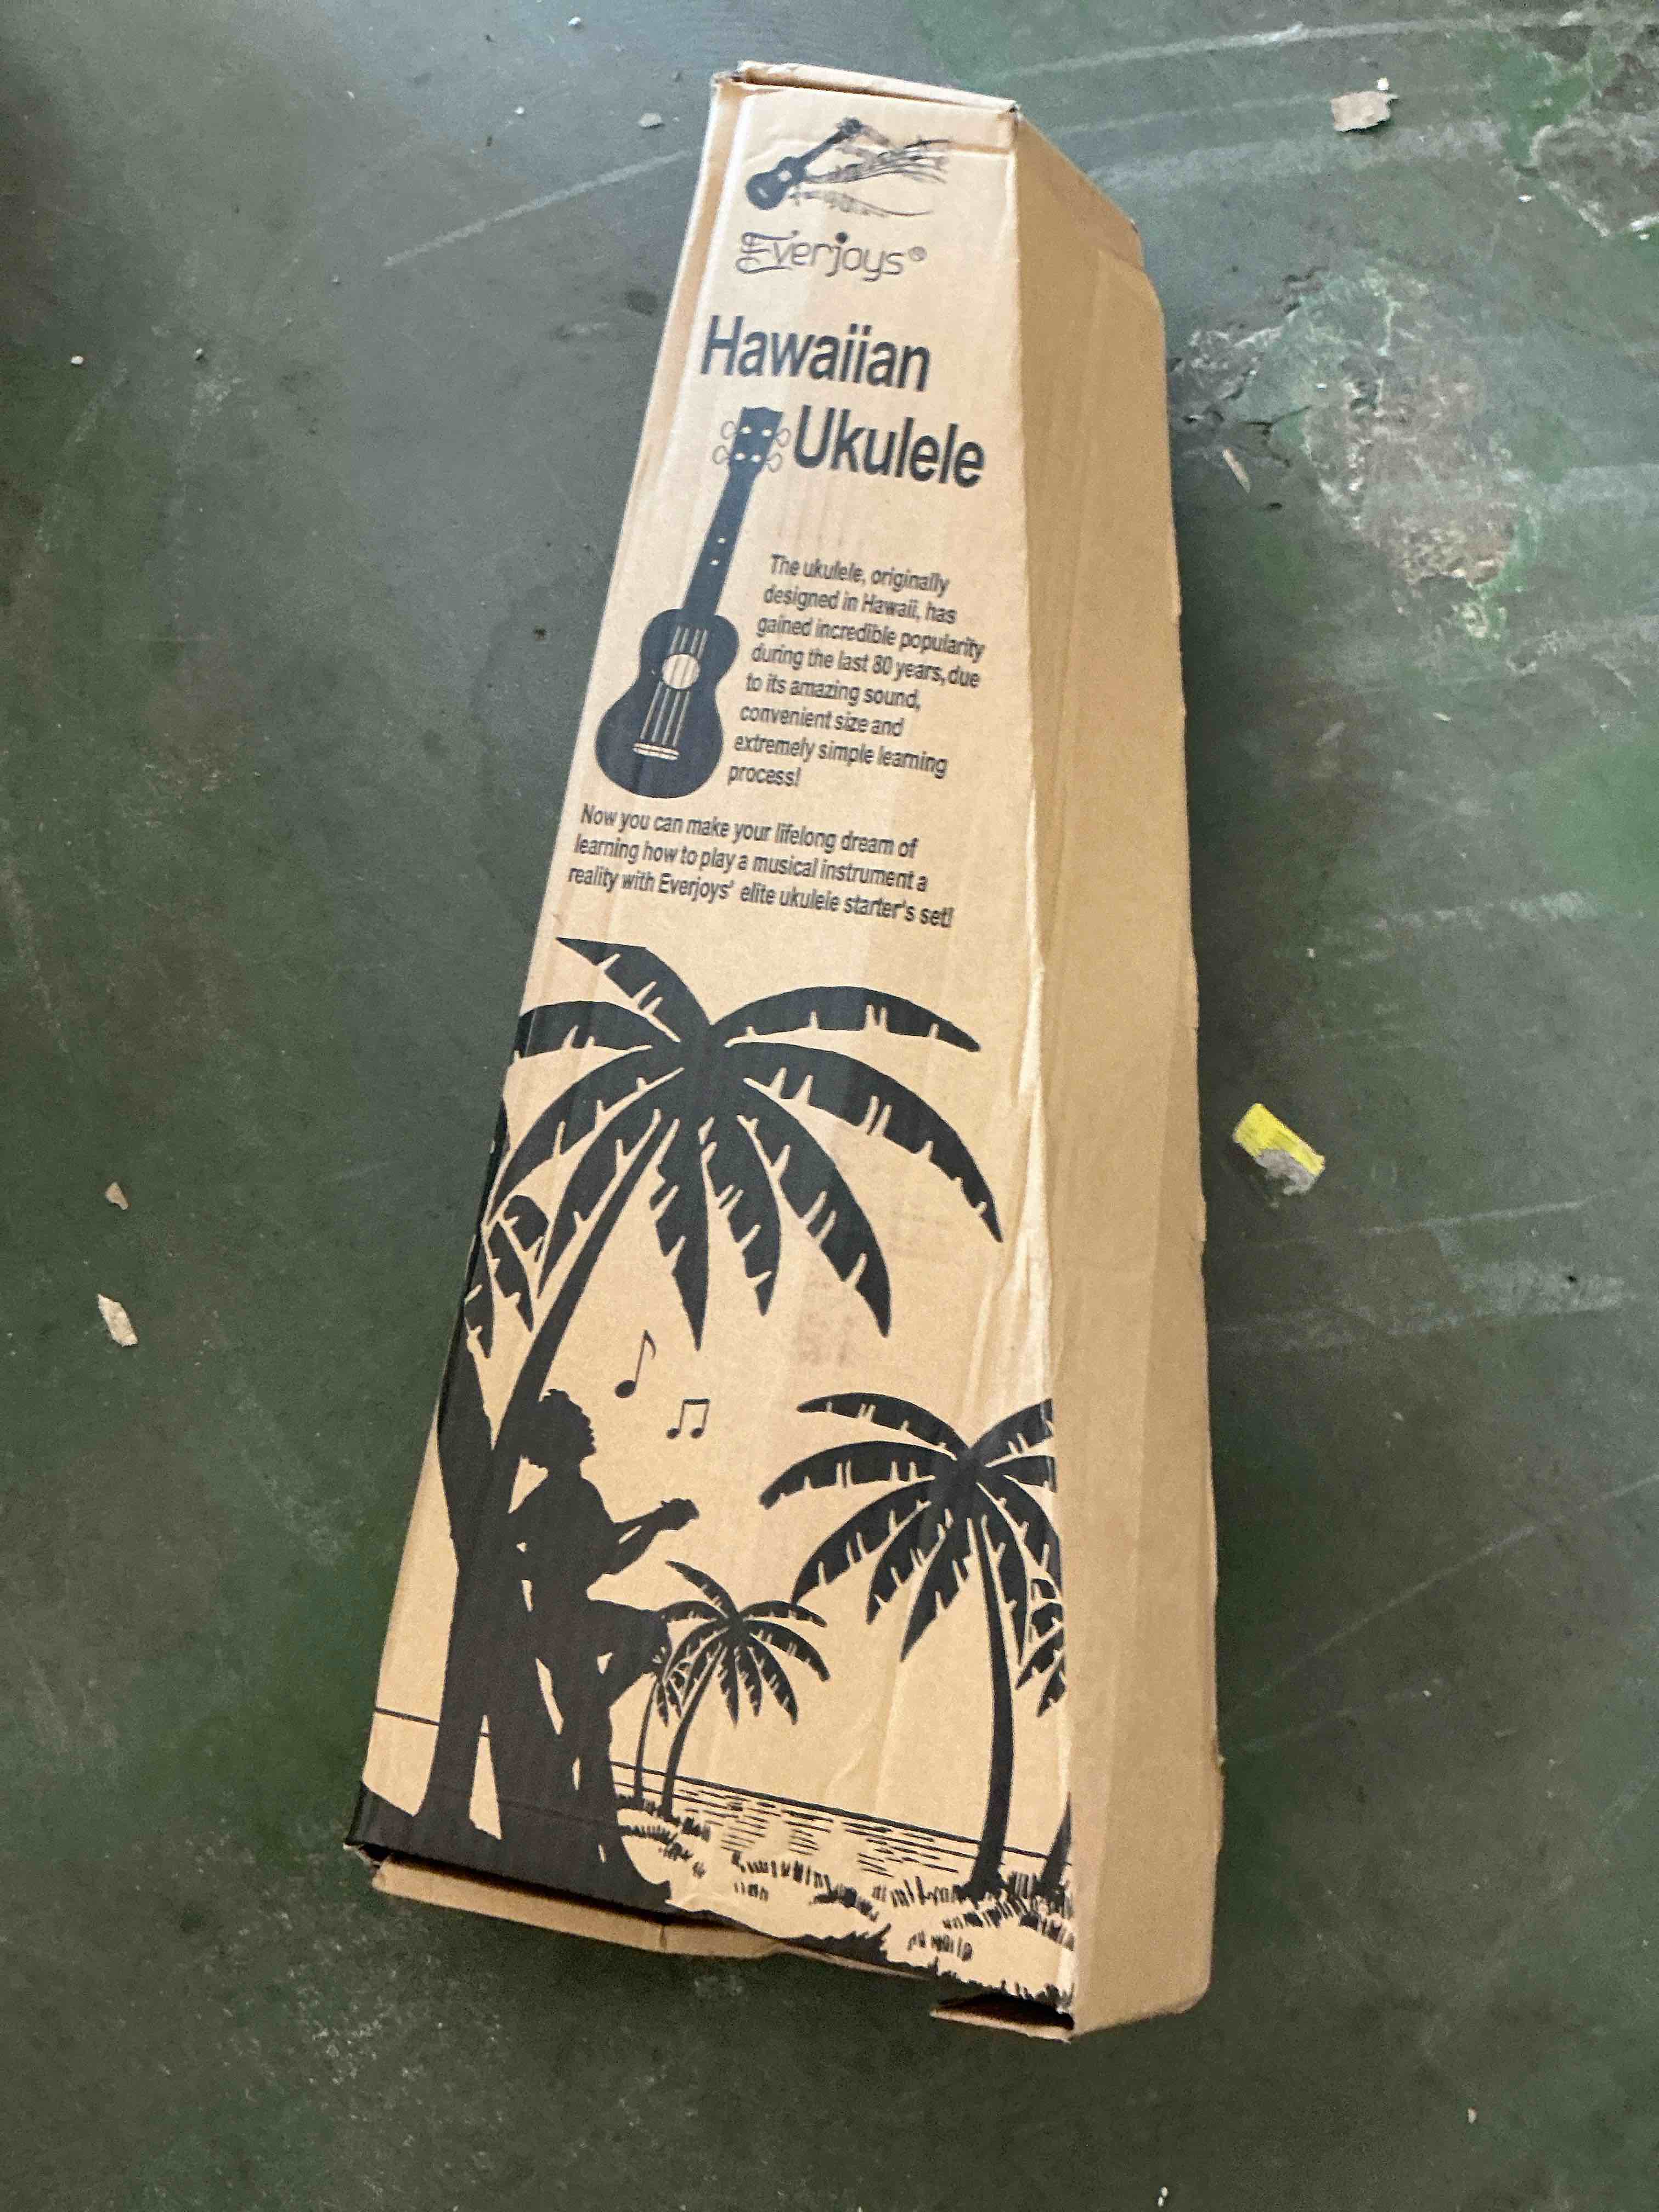 Everjoys®
Hawaiian
Ukulele
The ukulele, originally
designed in Hawaii, has
gained incredible popularity
during the last 80 years, due
to its amazing sound,
convenient size and
extremely simple learning
process!
Now you can make your lifelong dream of
learning how to play a musical instrument a
reality with Everjoys' elite ukulele starter's set!